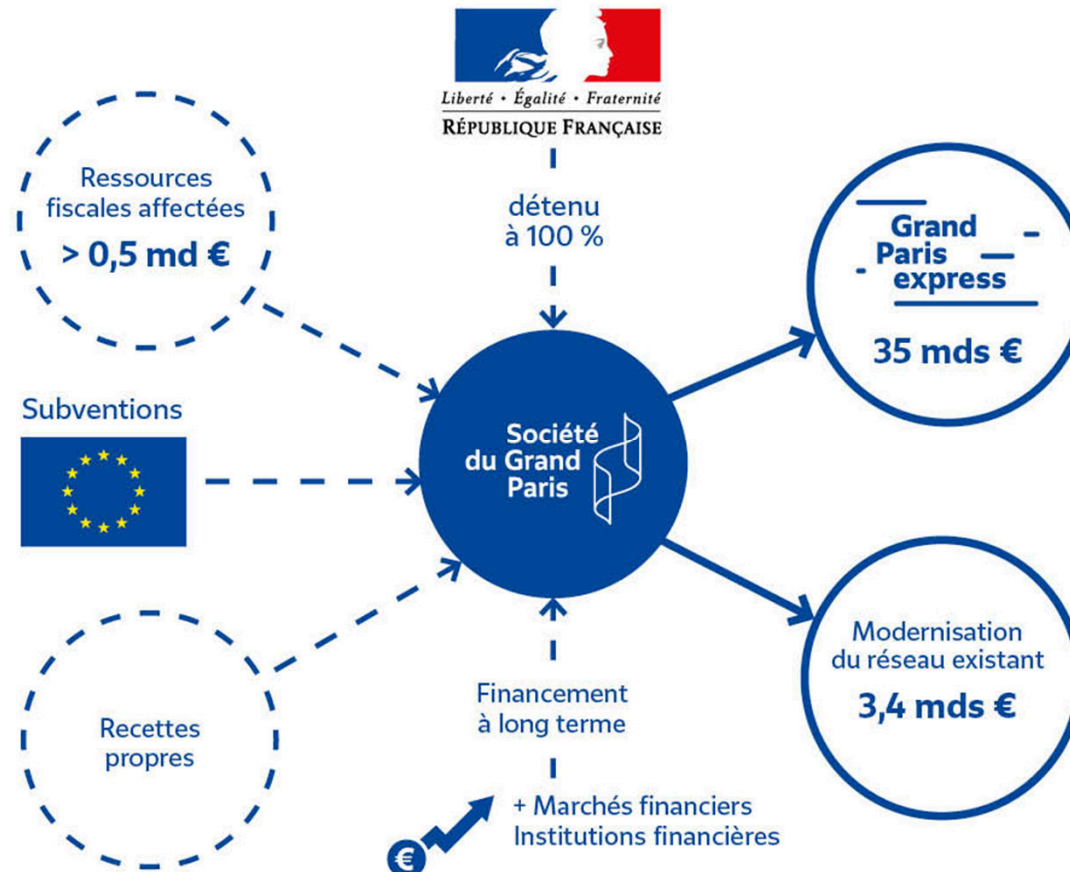 Liberté • Égalité • Fraternité
RÉPUBLIQUE FRANÇAISE
Ressources
fiscales affectées
> 0,5 md €
détenu
à 100 %
Grand
Paris
express
35 mds €
Subventions
Société
du Grand
Paris
Modernisation
du réseau existant
3,4 mds €
Recettes
propres
Financement
à long terme
+ Marchés financiers
Institutions financières
€